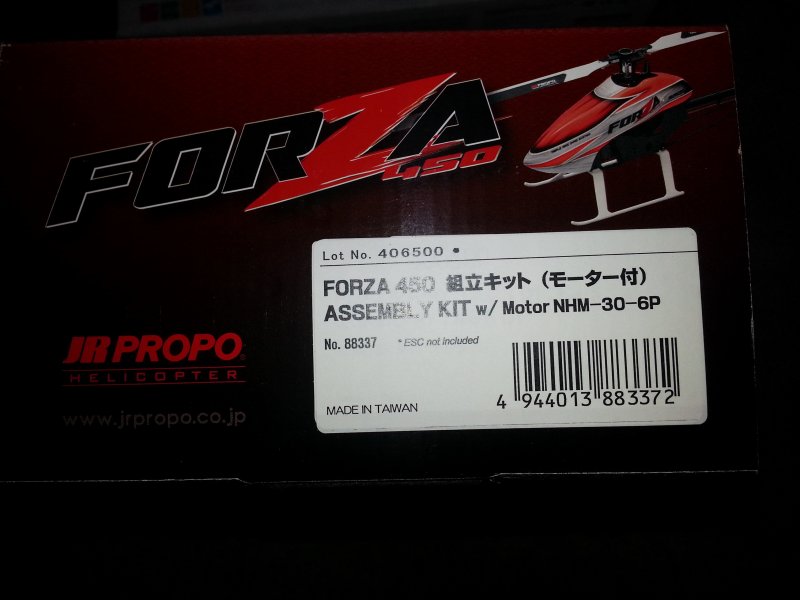 FORZA
450
FORZA
Lot No. 406500
FORZA 450 組立キット (モーター付)
ASSEMBLY KIT w/ Motor NHM-30-6P
No. 88337 * ESC not included
MADE IN TAIWAN
4 944013 883372
JR PROPO
HELICOPTER
www.jrpropo.co.jp